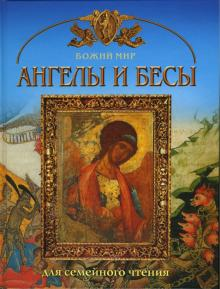 БОЖИЙ МИР
АНГЕЛЫ И БЕСЫ
для семейного чтения